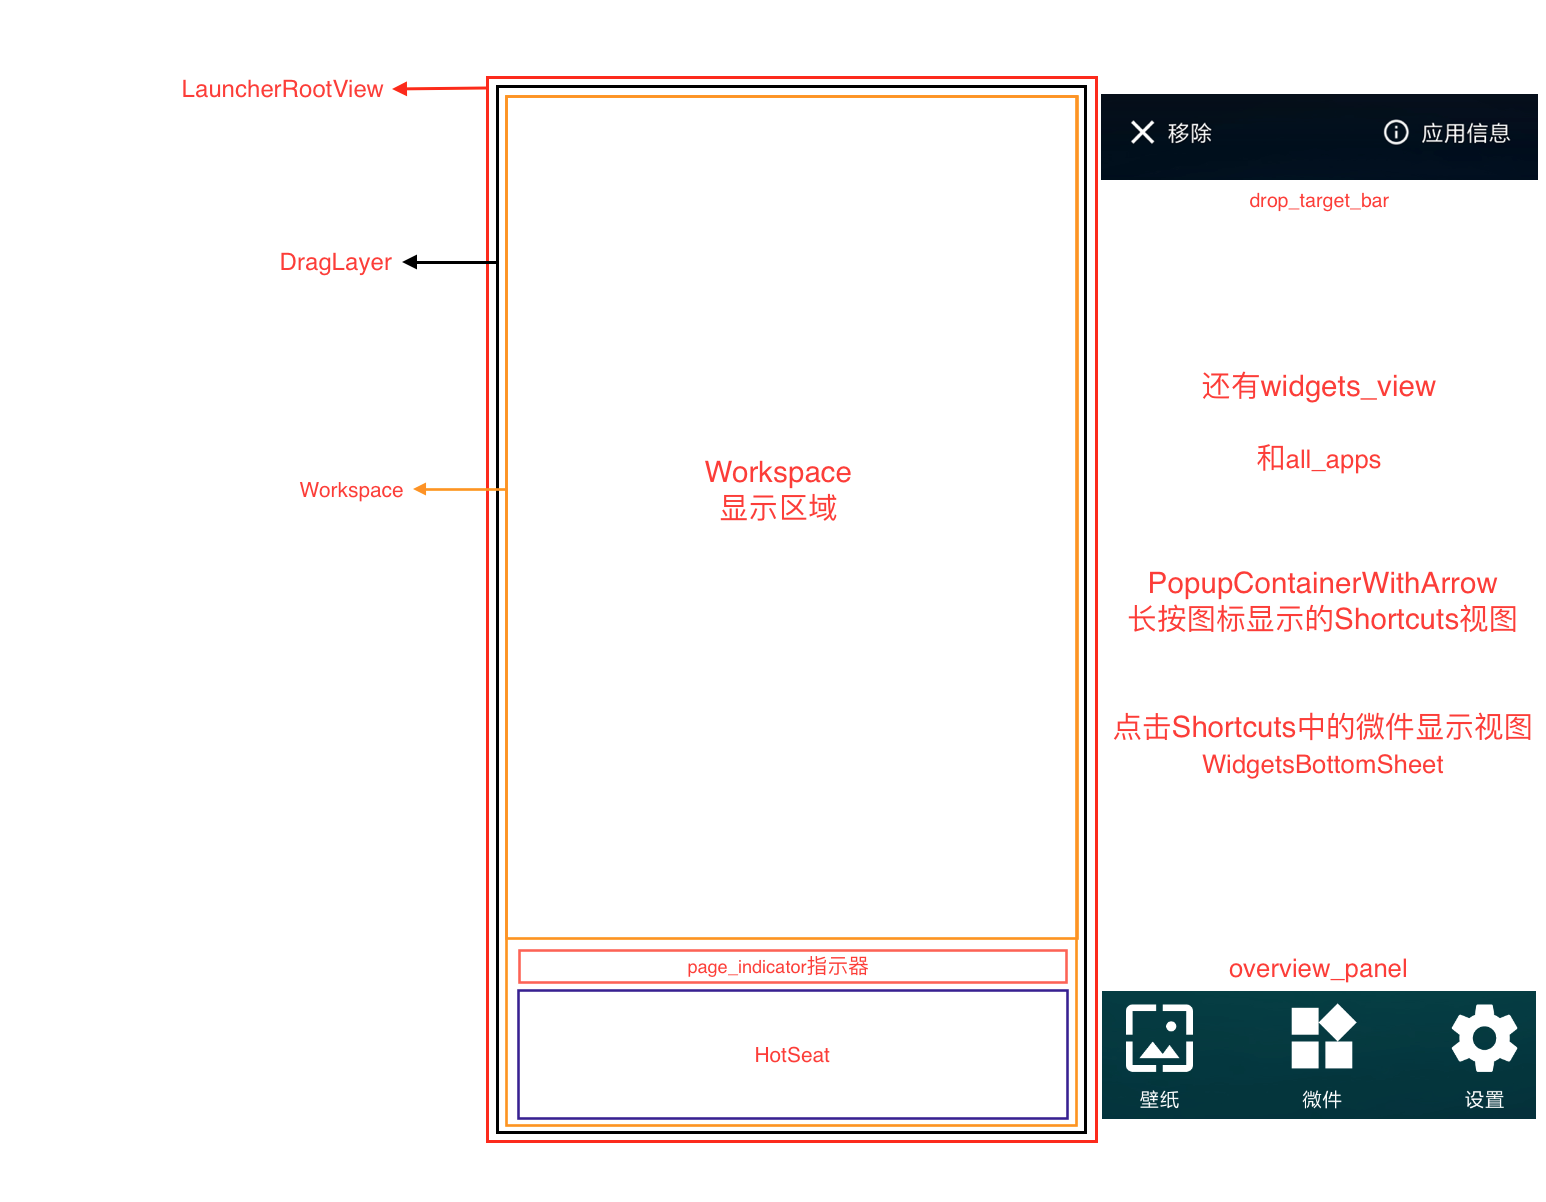 LauncherRootView
移除
应用信息
drop_target_bar
DragLayer
还有widgets_view
和all_apps
Workspace
Workspace
显示区域
PopupContainerWithArrow
长按图标显示的Shortcuts视图
点击Shortcuts中的微件显示视图
WidgetsBottomSheet
page_indicator指示器
overview_panel
HotSeat
壁纸
微件
设置